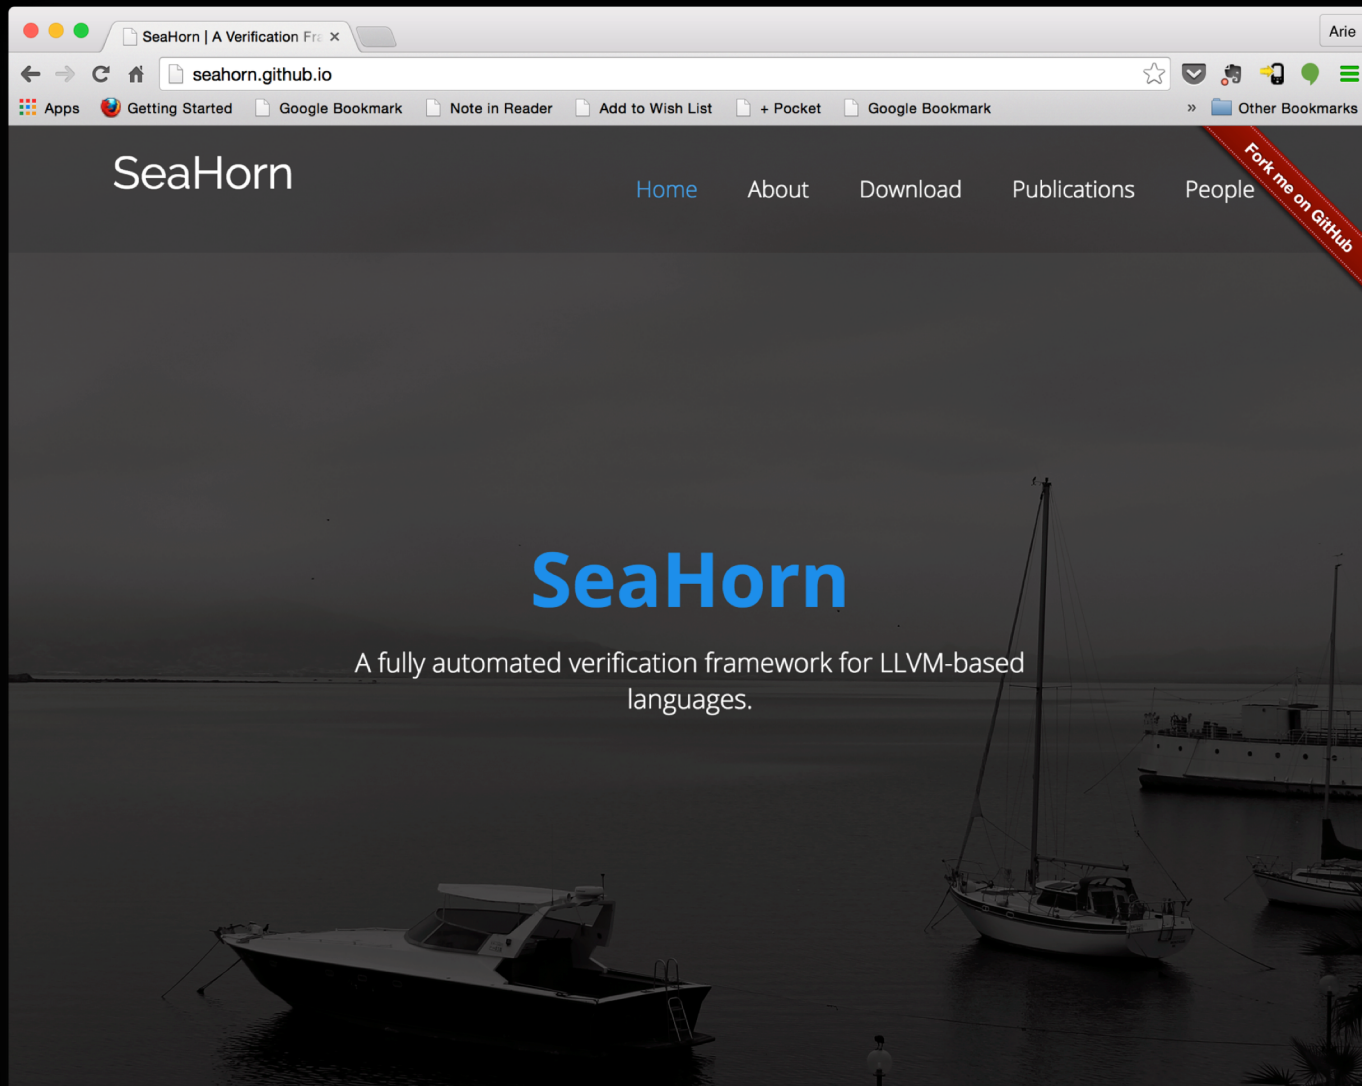 SeaHorn | A Verification Fra
Arie
seahorn.github.io
Apps Getting Started Google Bookmark Note in Reader Add to Wish List + Pocket Google Bookmark » Other Bookmarks
SeaHorn
Home About Download Publications People
Fork me on GitHub
SeaHorn
A fully automated verification framework for LLVM-based
languages.